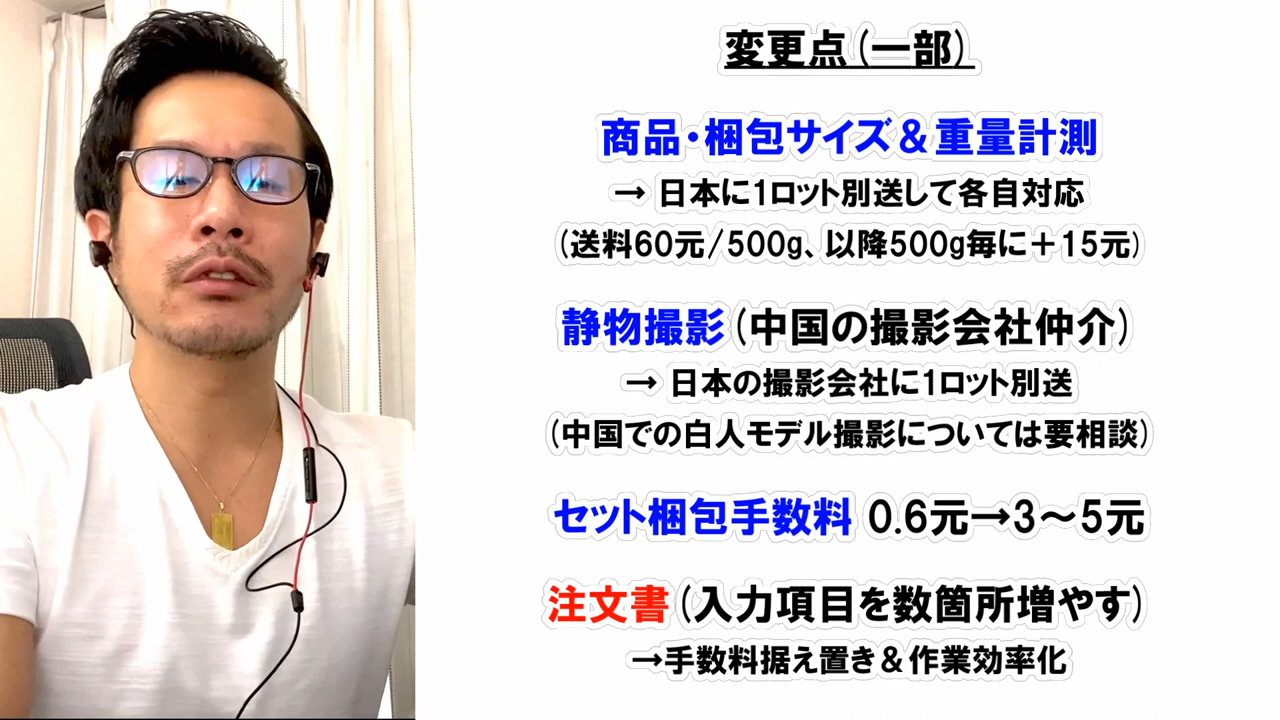 変更点(一部)
商品・梱包サイズ＆重量計測
→ 日本に1ロット別送して各自対応
(送料60元/500g、以降500g毎に＋15元)
静物撮影(中国の撮影会社仲介)
→ 日本の撮影会社に1ロット別送
(中国での白人モデル撮影については要相談)
セット梱包手数料 0.6元→3～5元
注文書(入力項目を数箇所増やす)
→手数料据え置き＆作業効率化